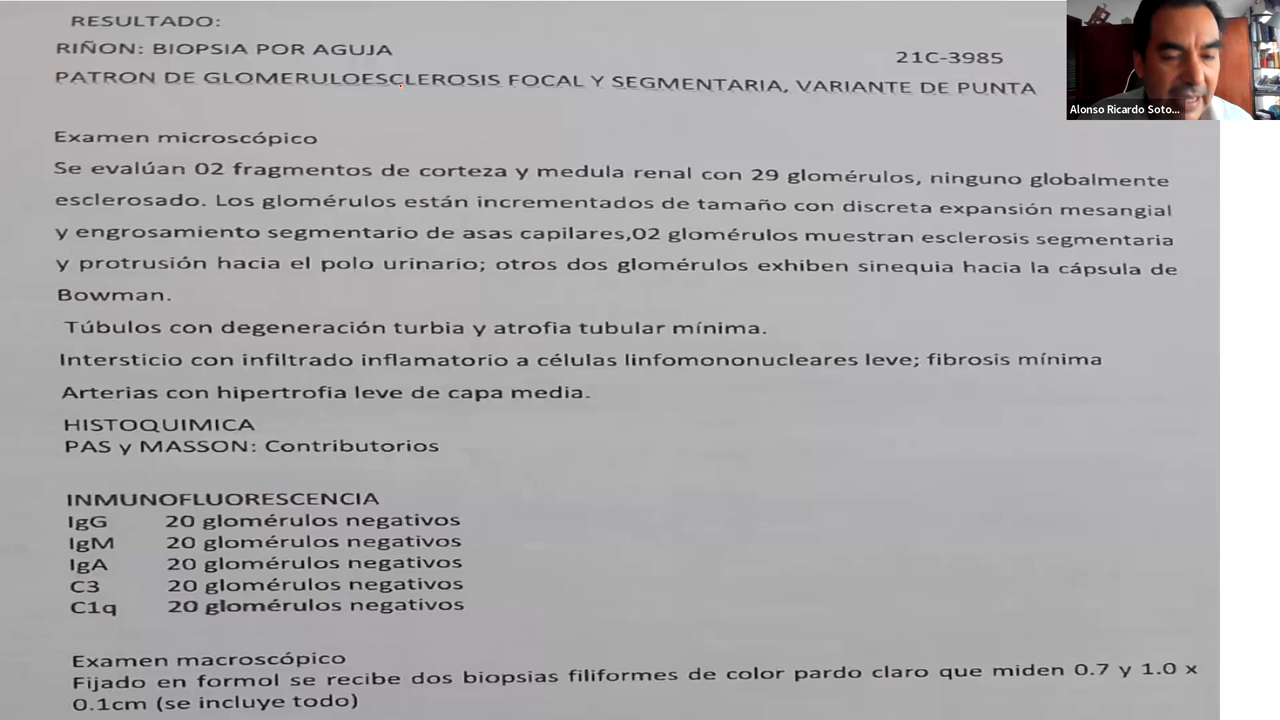 RESULTADO:
RIÑON: BIOPSIA POR AGUJA
21C-3985
PATRON DE GLOMERULOESCLEROSIS FOCAL Y SEGMENTARIA, VARIANTE DE PUNTA
Alonso Ricardo Soto...
Examen microscópico
Se evalúan 02 fragmentos de corteza y medula renal con 29 glomérulos, ninguno globalmente
esclerosado. Los glomérulos están incrementados de tamaño con discreta expansión mesangial
y engrosamiento segmentario de asas capilares,02 glomérulos muestran esclerosis segmentaria
y protrusión hacia el polo urinario; otros dos glomérulos exhiben sinequia hacia la cápsula de
Bowman.
Túbulos con degeneración turbia y atrofia tubular mínima.
Intersticio con infiltrado inflamatorio a células linfomononucleares leve; fibrosis mínima
Arterias con hipertrofia leve de capa media.
HISTOQUIMICA
PAS y MASSON: Contributorios
INMUNOFLUORESCENCIA
IgG 20 glomérulos negativos
IgM 20 glomérulos negativos
IgA 20 glomérulos negativos
C3 20 glomérulos negativos
C1q 20 glomérulos negativos
Examen macroscópico
Fijado en formol se recibe dos biopsias filiformes de color pardo claro que miden 0.7 y 1.0 x
0.1cm (se incluye todo)